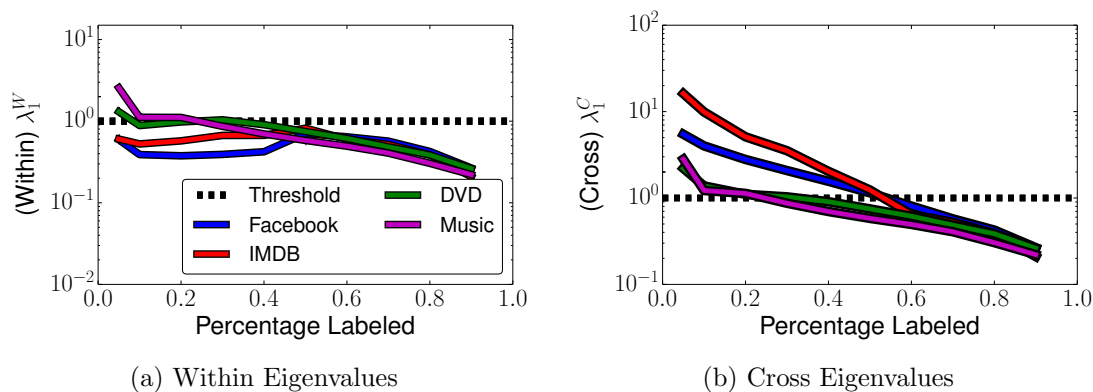 10^1
10^0
10^{-1}
10^{-2}
(Within) λ_1^W
Threshold
Facebook
IMDB
DVD
Music
0.0 0.2 0.4 0.6 0.8 1.0
Percentage Labeled
(a) Within Eigenvalues
10^2
10^1
10^0
10^{-1}
(Cross) λ_1^C
0.0 0.2 0.4 0.6 0.8 1.0
Percentage Labeled
(b) Cross Eigenvalues